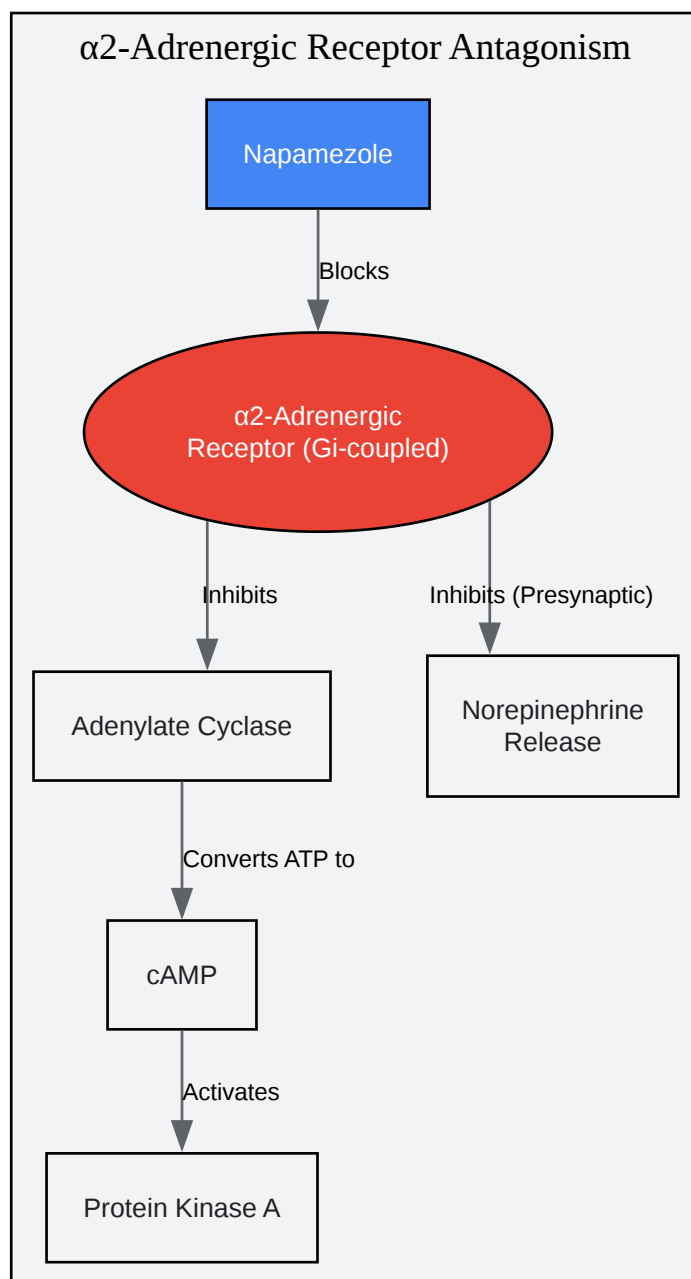 α2-Adrenergic Receptor Antagonism
Napamezole
Blocks
α2-Adrenergic
Receptor (Gi-coupled)
Inhibits
Inhibits (Presynaptic)
Adenylate Cyclase
Norepinephrine
Release
Converts ATP to
cAMP
Activates
Protein Kinase A